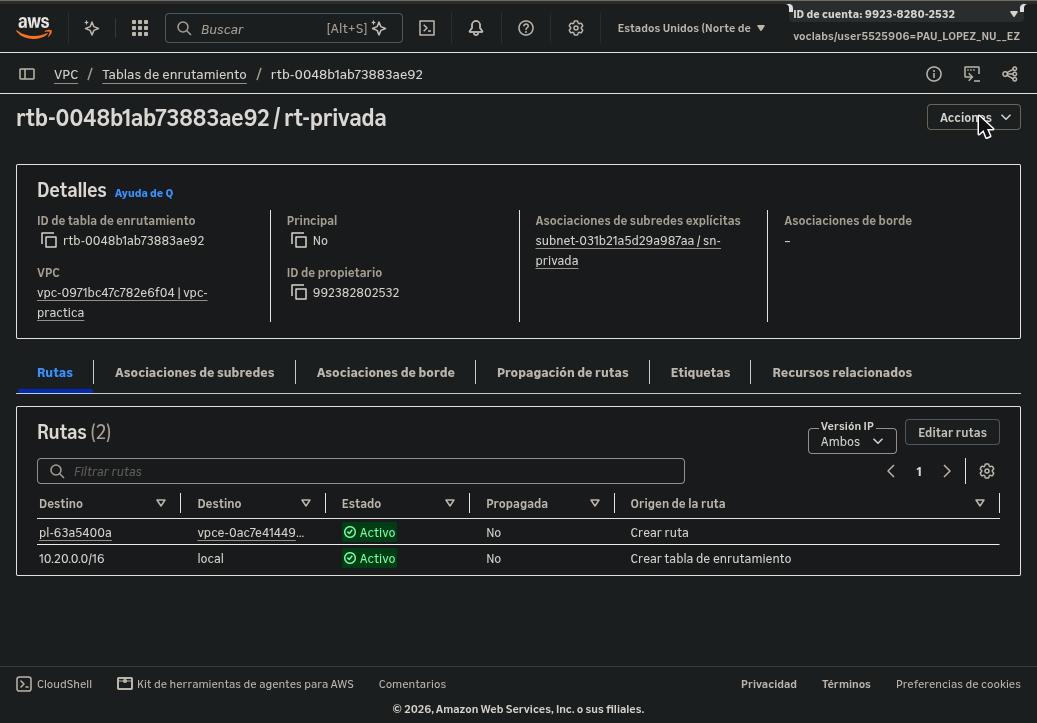 aws
Buscar [Alt+S]
Estados Unidos (Norte de
ID de cuenta: 9923-8280-2532
voclabs/user5525906=PAU_LOPEZ_NU__EZ
VPC / Tablas de enrutamiento / rtb-0048b1ab73883ae92
rtb-0048b1ab73883ae92 / rt-privada
Acciones
Detalles Ayuda de Q
ID de tabla de enrutamiento
rtb-0048b1ab73883ae92
VPC
vpc-0971bc47c782e6f04 | vpc-
practica
Principal
No
ID de propietario
992382802532
Asociaciones de subredes explícitas
subnet-031b21a5d29a987aa / sn-
privada
Asociaciones de borde
–
Rutas Asociaciones de subredes Asociaciones de borde Propagación de rutas Etiquetas Recursos relacionados
Rutas (2)
Versión IP
Ambos
Editar rutas
Filtrar rutas
1
Destino Destino Estado Propagada Origen de la ruta
pl-63a5400a vpce-0ac7e41449... Activo No Crear ruta
10.20.0.0/16 local Activo No Crear tabla de enrutamiento
CloudShell Kit de herramientas de agentes para AWS Comentarios Privacidad Términos Preferencias de cookies
© 2026, Amazon Web Services, Inc. o sus filiales.